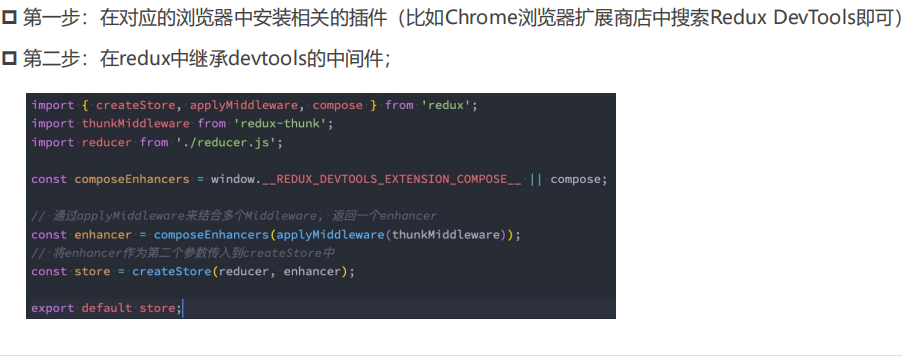 第一步：在对应的浏览器中安装相关的插件（比如Chrome浏览器扩展商店中搜索Redux DevTools即可）
第二步：在redux中继承devtools的中间件；
import { createStore, applyMiddleware, compose } from 'redux';
import thunkMiddleware from 'redux-thunk';
import reducer from './reducer.js';
const composeEnhancers = window.__REDUX_DEVTOOLS_EXTENSION_COMPOSE__ || compose;
// 通过applyMiddleware来结合多个Middleware, 返回一个enhancer
const enhancer = composeEnhancers(applyMiddleware(thunkMiddleware));
// 将enhancer作为第二个参数传入到createStore中
const store = createStore(reducer, enhancer);
export default store;